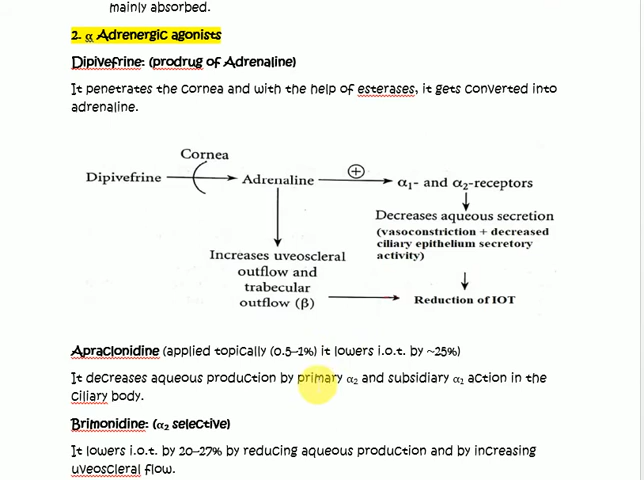 mainly absorbed.
2. α Adrenergic agonists
Dipivefrine: (prodrug of Adrenaline)
It penetrates the cornea and with the help of esterases, it gets converted into
adrenaline.
Cornea
Dipivefrine
Adrenaline
+
α1- and α2-receptors
Decreases aqueous secretion
(vasoconstriction + decreased
ciliary epithelium secretory
activity)
Increases uveoscleral
outflow and
trabecular
outflow (β)
Reduction of IOT
Apraclonidine (applied topically (0.5–1%) it lowers i.o.t. by ~25%)
It decreases aqueous production by primary α2 and subsidiary α1 action in the
ciliary body.
Brimonidine: (α2 selective)
It lowers i.o.t. by 20–27% by reducing aqueous production and by increasing
uveoscleral flow.